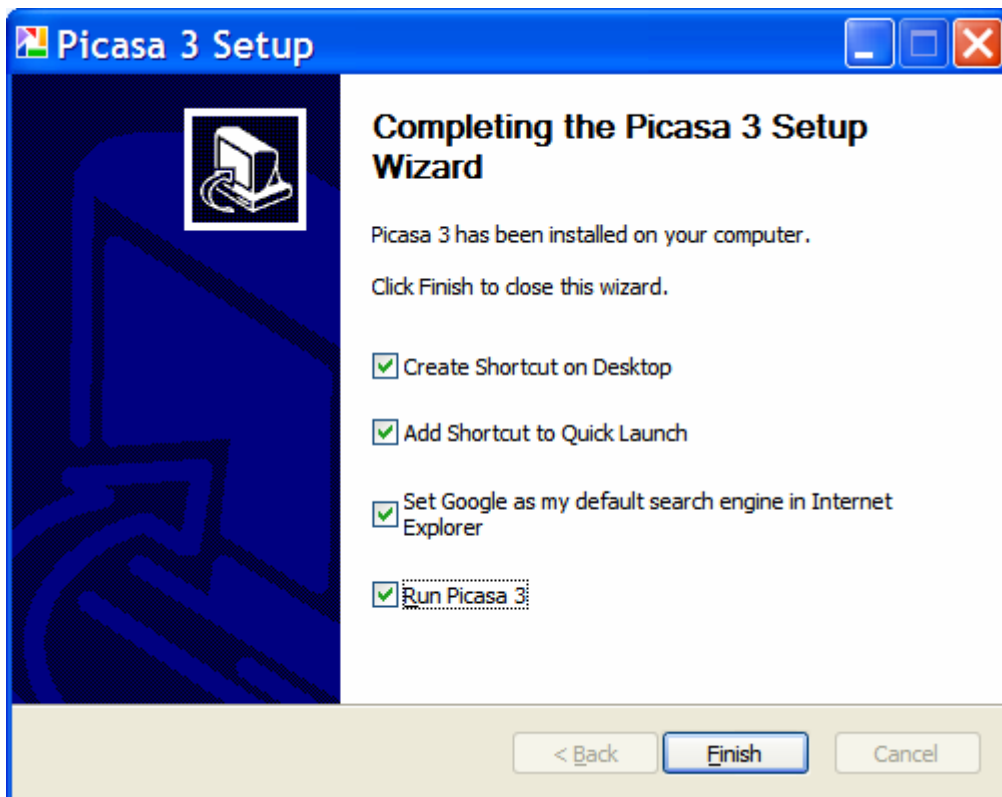 Picasa 3 Setup
Completing the Picasa 3 Setup
Wizard
Picasa 3 has been installed on your computer.
Click Finish to close this wizard.
Create Shortcut on Desktop
Add Shortcut to Quick Launch
Set Google as my default search engine in Internet
Explorer
Run Picasa 3
< Back Finish Cancel